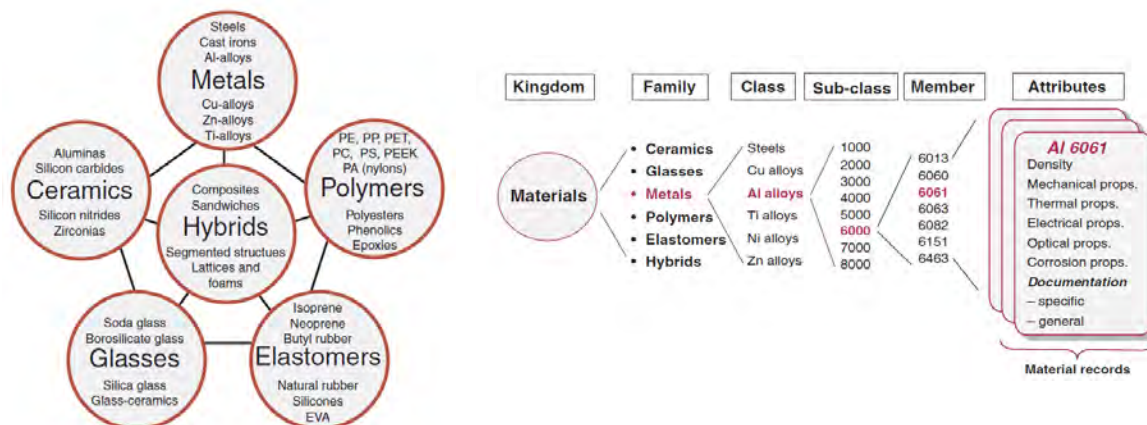 Steels
Cast irons
Al-alloys
Metals
Cu-alloys
Zn-alloys
Ti-alloys
Aluminas
Silicon carbides
Ceramics
Silicon nitrides
Zirconias
PE, PP, PET,
PC, PS, PEEK
PA (nylons)
Polymers
Polyesters
Phenolics
Epoxies
Composites
Sandwiches
Hybrids
Segmented structues
Lattices and
foams
Soda glass
Borosilicate glass
Glasses
Silica glass
Glass-ceramics
Isoprene
Neoprene
Butyl rubber
Elastomers
Natural rubber
Silicones
EVA
Kingdom
Family
Class
Sub-class
Member
Attributes
Materials
• Ceramics
• Glasses
• Metals
• Polymers
• Elastomers
• Hybrids
Steels
Cu alloys
Al alloys
Ti alloys
Ni alloys
Zn alloys
1000
2000
3000
4000
5000
6000
7000
8000
6013
6060
6061
6063
6082
6151
6463
Al 6061
Density
Mechanical props.
Thermal props.
Electrical props.
Optical props.
Corrosion props.
Documentation
– specific
– general
Material records